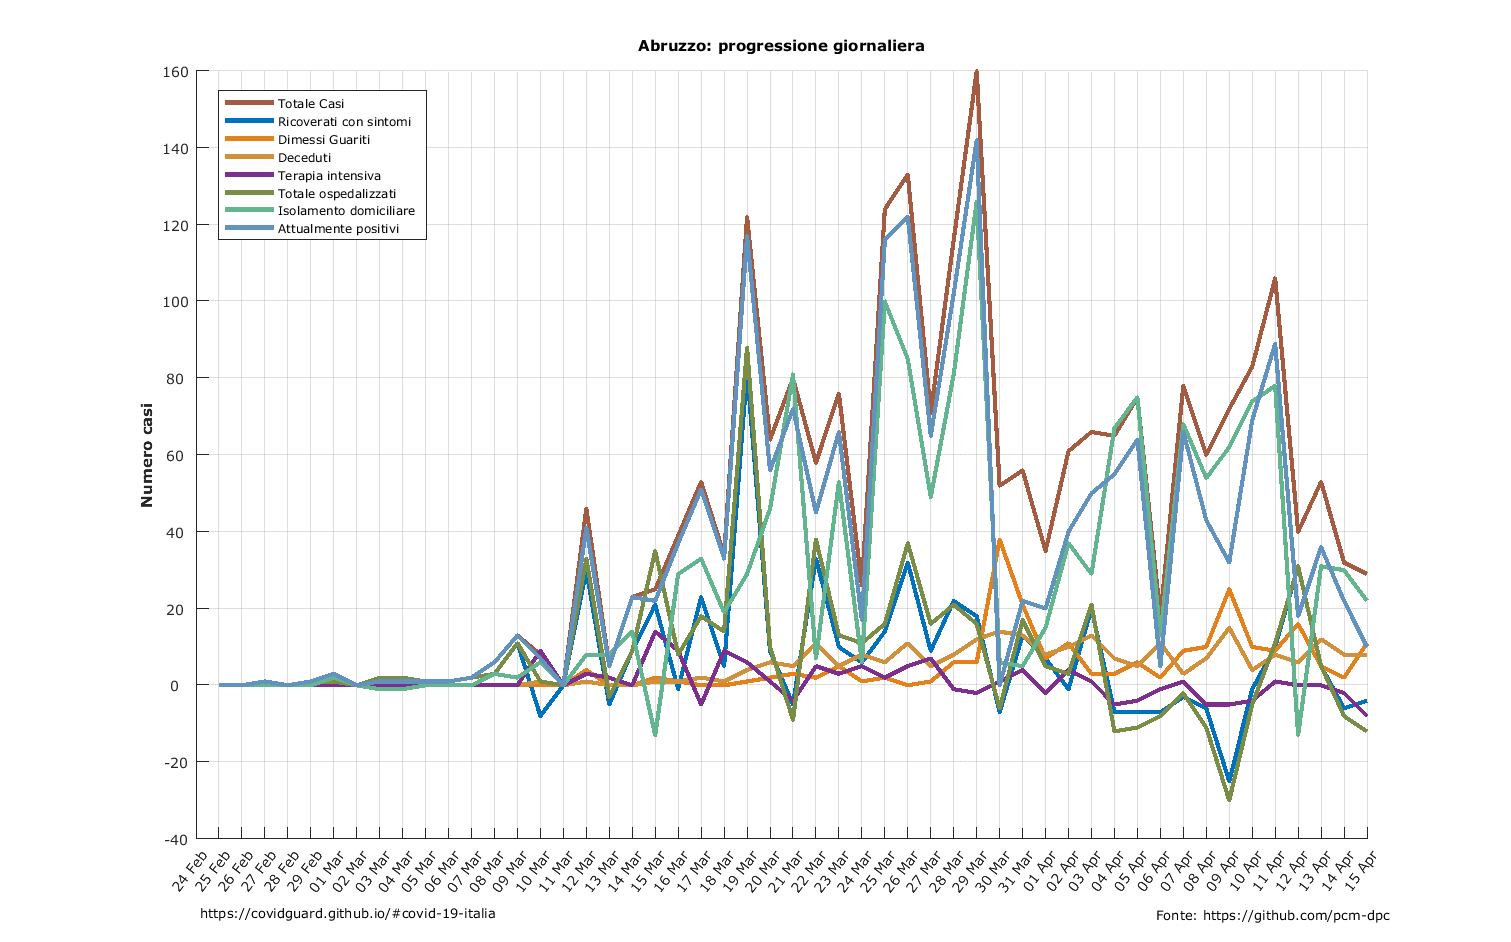 Abruzzo: progressione giornaliera
160
140
120
100
80
60
40
20
0
-20
-40
Numero casi
Totale Casi
Ricoverati con sintomi
Dimessi Guariti
Deceduti
Terapia intensiva
Totale ospedalizzati
Isolamento domiciliare
Attualmente positivi
24 Feb
25 Feb
26 Feb
27 Feb
28 Feb
29 Feb
01 Mar
02 Mar
03 Mar
04 Mar
05 Mar
06 Mar
07 Mar
08 Mar
09 Mar
10 Mar
11 Mar
12 Mar
13 Mar
14 Mar
15 Mar
16 Mar
17 Mar
18 Mar
19 Mar
20 Mar
21 Mar
22 Mar
23 Mar
24 Mar
25 Mar
26 Mar
27 Mar
28 Mar
29 Mar
30 Mar
31 Mar
01 Apr
02 Apr
03 Apr
04 Apr
05 Apr
06 Apr
07 Apr
08 Apr
09 Apr
10 Apr
11 Apr
12 Apr
13 Apr
14 Apr
15 Apr
https://covidguard.github.io/#covid-19-italia
Fonte: https://github.com/pcm-dpc